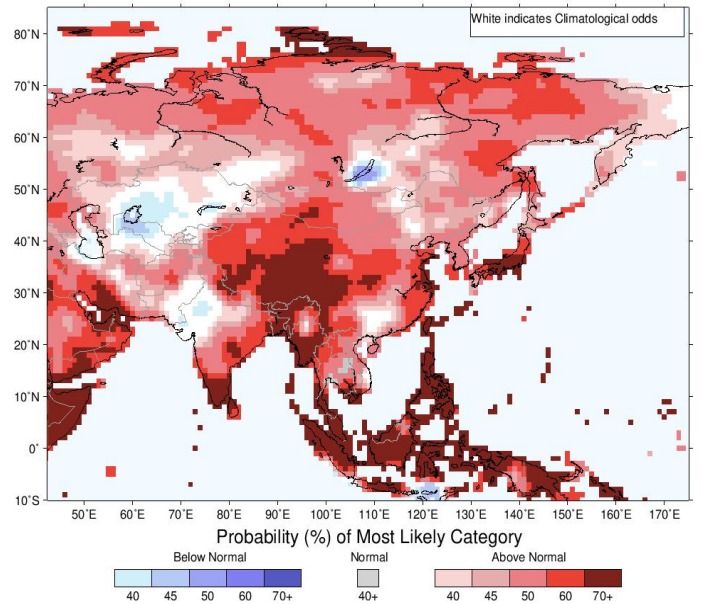 White indicates Climatological odds
80°N
70°N
60°N
50°N
40°N
30°N
20°N
10°N
0°
10°S
50°E 60°E 70°E 80°E 90°E 100°E 110°E 120°E 130°E 140°E 150°E 160°E 170°E
Probability (%) of Most Likely Category
Below Normal Normal Above Normal
40 45 50 60 70+ 40+ 40 45 50 60 70+